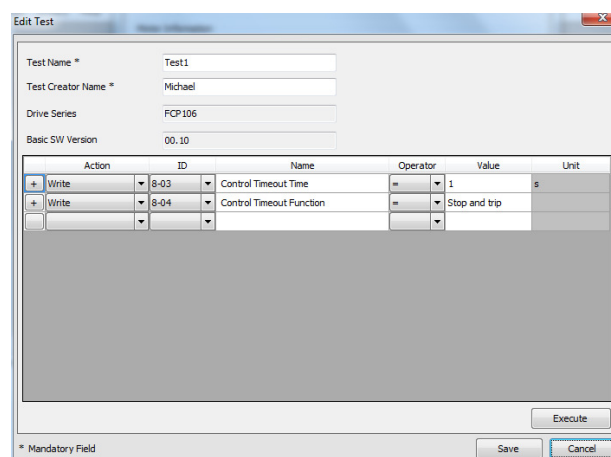 Edit Test
Test Name * Test1
Test Creator Name * Michael
Drive Series FCP106
Basic SW Version 00.10
Action ID Name Operator Value Unit
+ Write 8-03 Control Timeout Time = 1 s
+ Write 8-04 Control Timeout Function = Stop and trip
Execute
* Mandatory Field Save Cancel